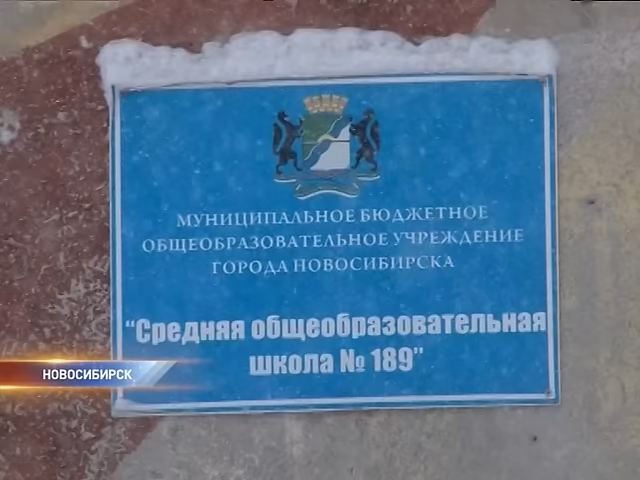 МУНИЦИПАЛЬНОЕ БЮДЖЕТНОЕ
ОБЩЕОБРАЗОВАТЕЛЬНОЕ УЧРЕЖДЕНИЕ
ГОРОДА НОВОСИБИРСКА
"Средняя общеобразовательная
школа № 189"
НОВОСИБИРСК